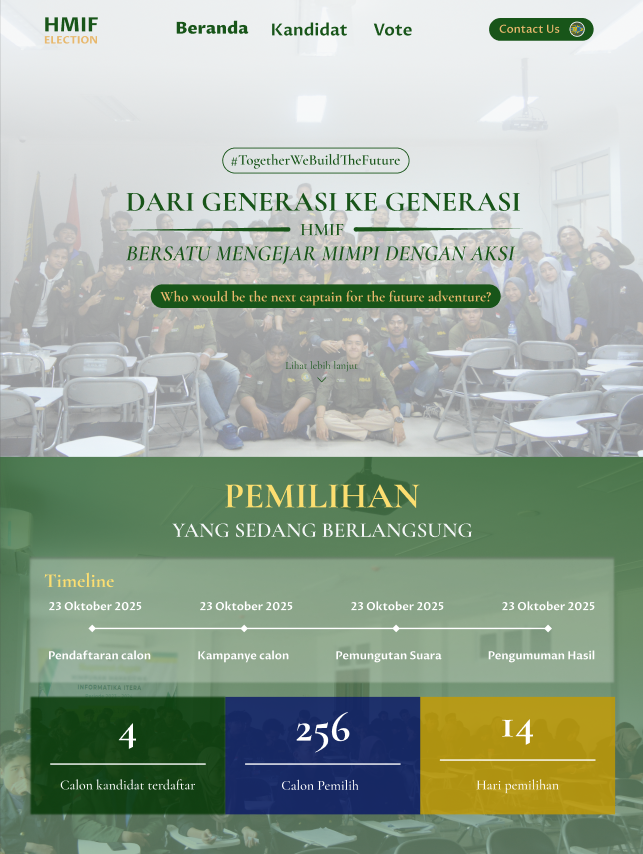 HMIF
ELECTION
Beranda
Kandidat
Vote
Contact Us
#TogetherWeBuildTheFuture
DARI GENERASI KE GENERASI
HMIF
BERSATU MENGEJAR MIMPI DENGAN AKSI
Who would be the next captain for the future adventure?
Lihat lebih lanjut
PEMILIHAN
YANG SEDANG BERLANGSUNG
Timeline
23 Oktober 2025
23 Oktober 2025
23 Oktober 2025
23 Oktober 2025
Pendaftaran calon
Kampanye calon
Pemungutan Suara
Pengumuman Hasil
INFORMATIKA ITERA
4
256
14
Calon kandidat terdaftar
Calon Pemilih
Hari pemilihan